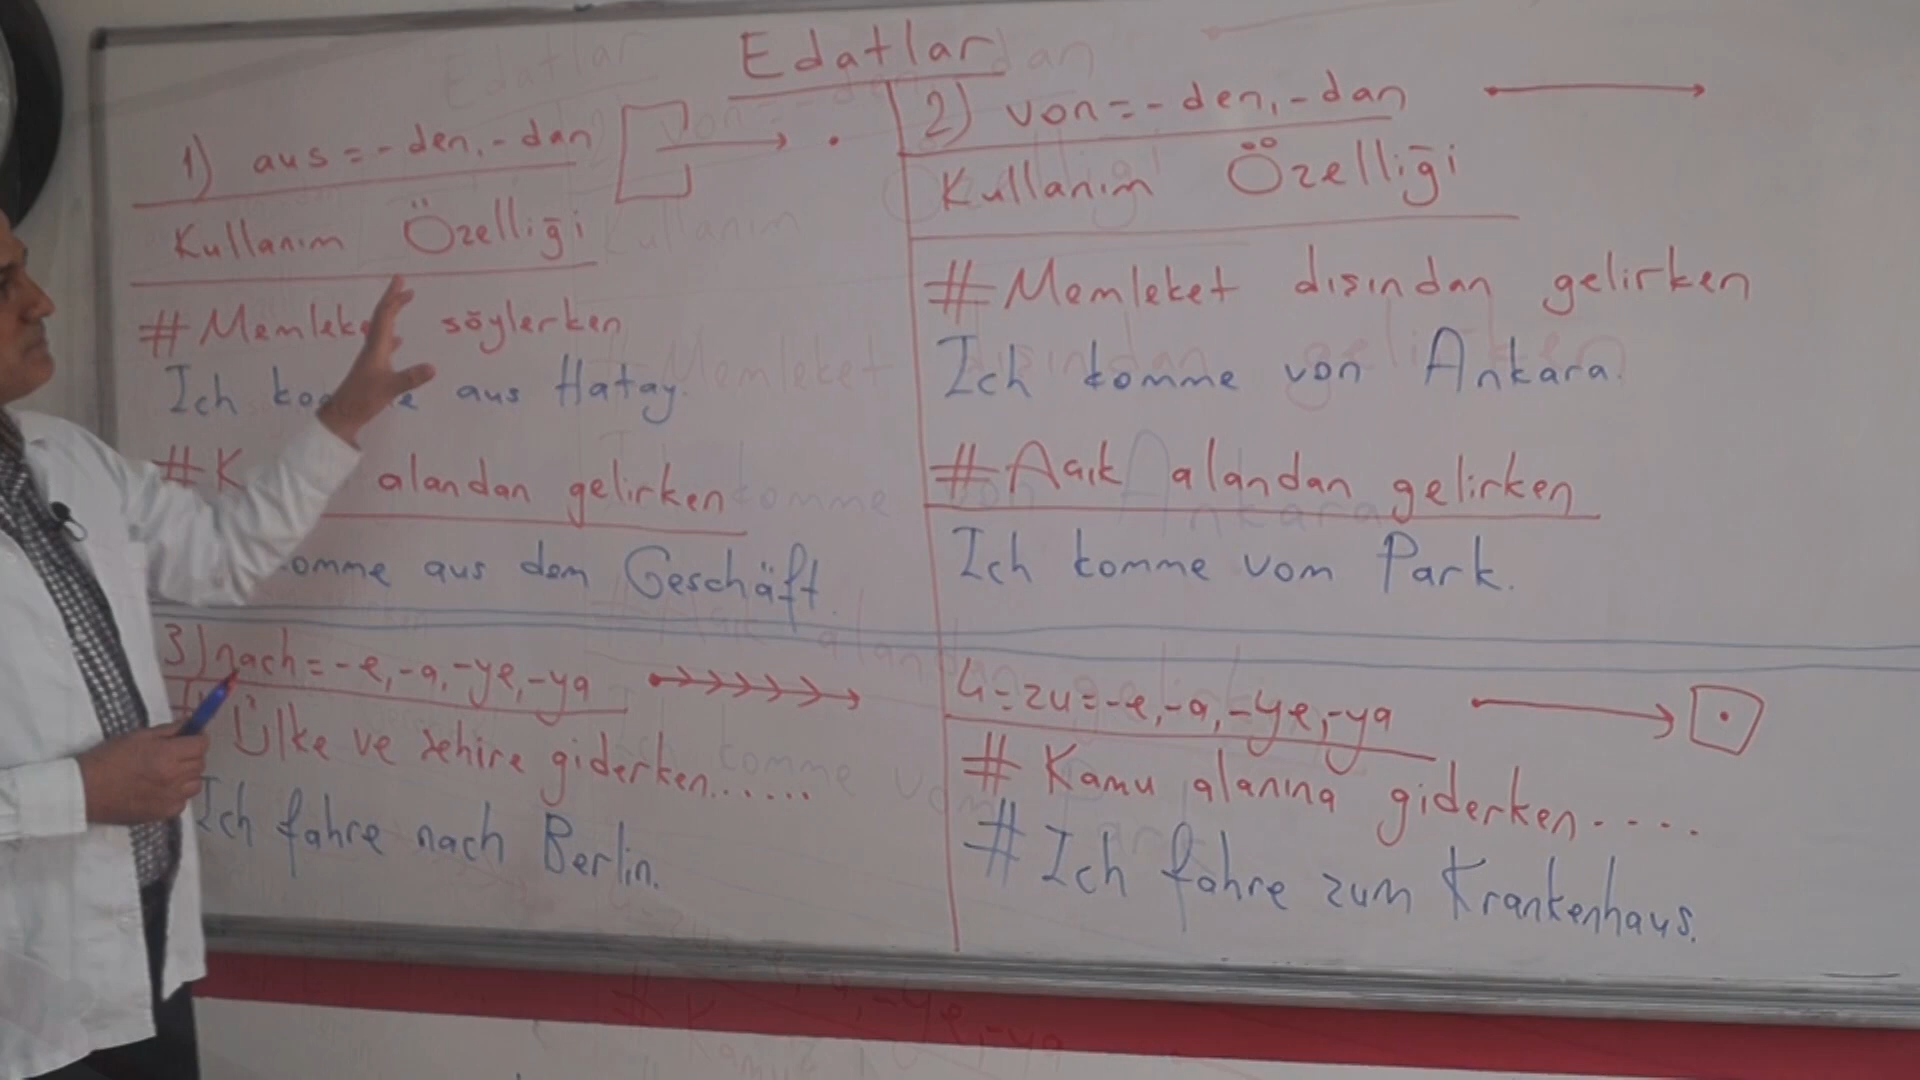 Edatlar
1) aus = -den, -dan
Kullanım Özelliği
# Memleke söylerken
Ich ko e aus Hatay.
# K alandan gelirken
omme aus dem Geschäft.
2) von = -den, -dan
Kullanım Özelliği
# Memleket dışından gelirken
Ich komme von Ankara.
# Açık alandan gelirken
Ich komme vom Park.
3) nach = -e, -a, -ye, -ya
# Ülke ve şehire giderken......
Ich fahre nach Berlin.
4- zu = -e, -a, -ye, -ya
# Kamu alanına giderken.....
# Ich fahre zum Krankenhaus.